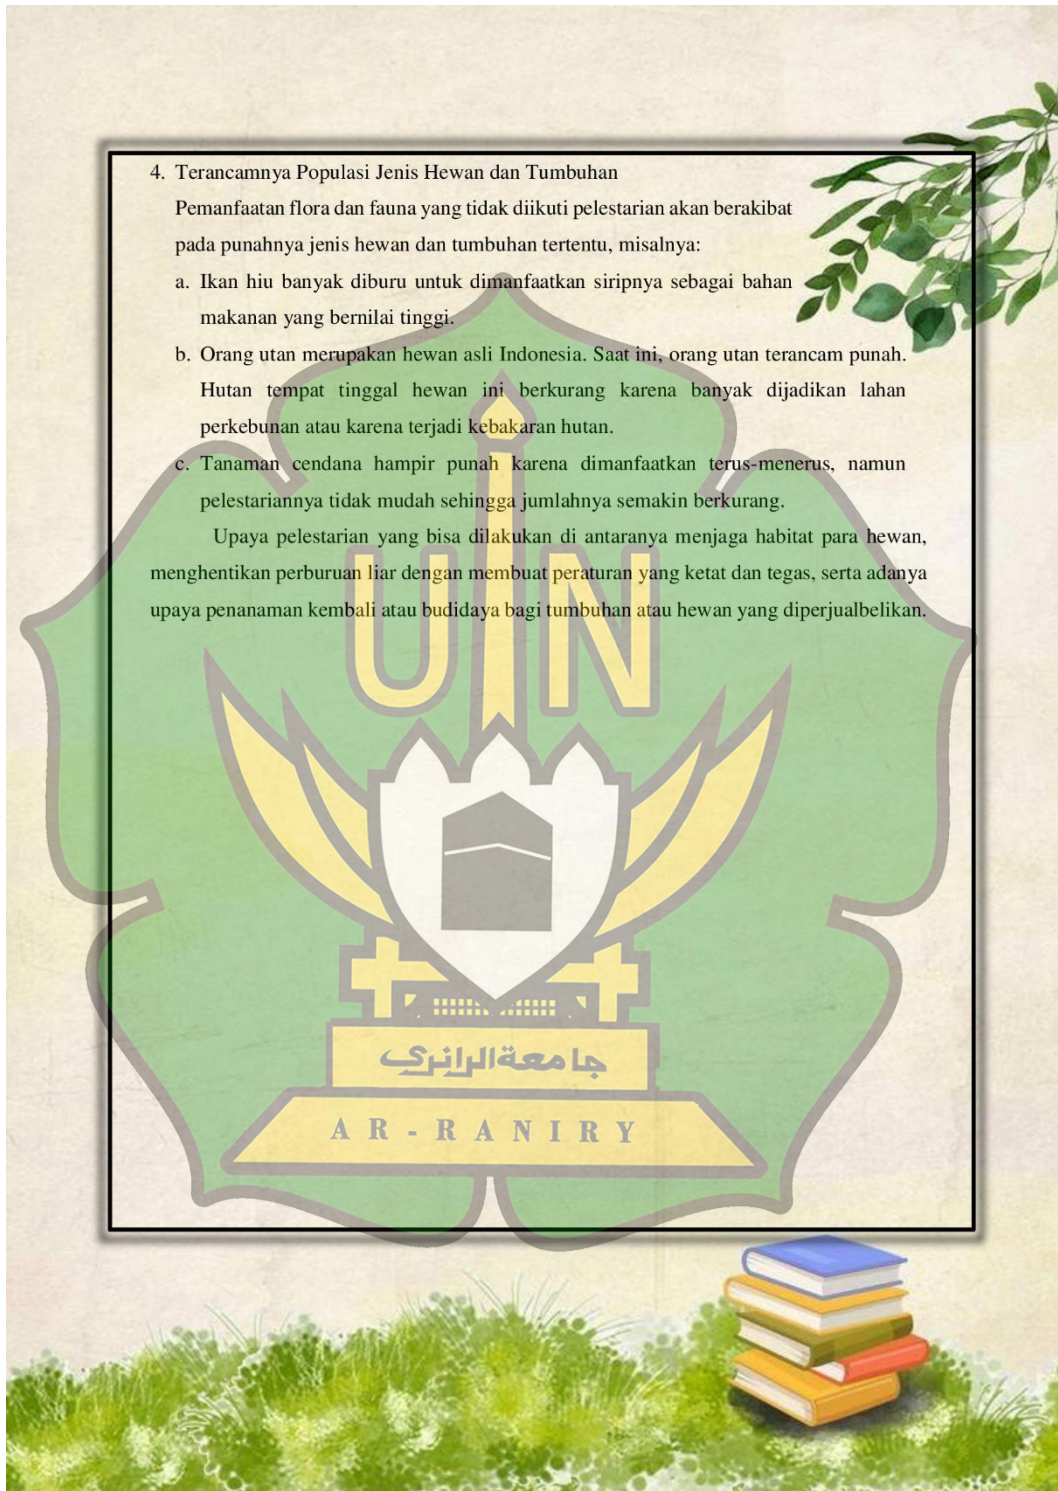 4. Terancamnya Populasi Jenis Hewan dan Tumbuhan
Pemanfaatan flora dan fauna yang tidak diikuti pelestarian akan berakibat
pada punahnya jenis hewan dan tumbuhan tertentu, misalnya:
a. Ikan hiu banyak diburu untuk dimanfaatkan siripnya sebagai bahan
makanan yang bernilai tinggi.
b. Orang utan merupakan hewan asli Indonesia. Saat ini, orang utan terancam punah.
Hutan tempat tinggal hewan ini berkurang karena banyak dijadikan lahan
perkebunan atau karena terjadi kebakaran hutan.
c. Tanaman cendana hampir punah karena dimanfaatkan terus-menerus, namun
pelestariannya tidak mudah sehingga jumlahnya semakin berkurang.
Upaya pelestarian yang bisa dilakukan di antaranya menjaga habitat para hewan,
menghentikan perburuan liar dengan membuat peraturan yang ketat dan tegas, serta adanya
upaya penanaman kembali atau budidaya bagi tumbuhan atau hewan yang diperjualbelikan.
UIN
جامعة الرانري
AR-RANIRY